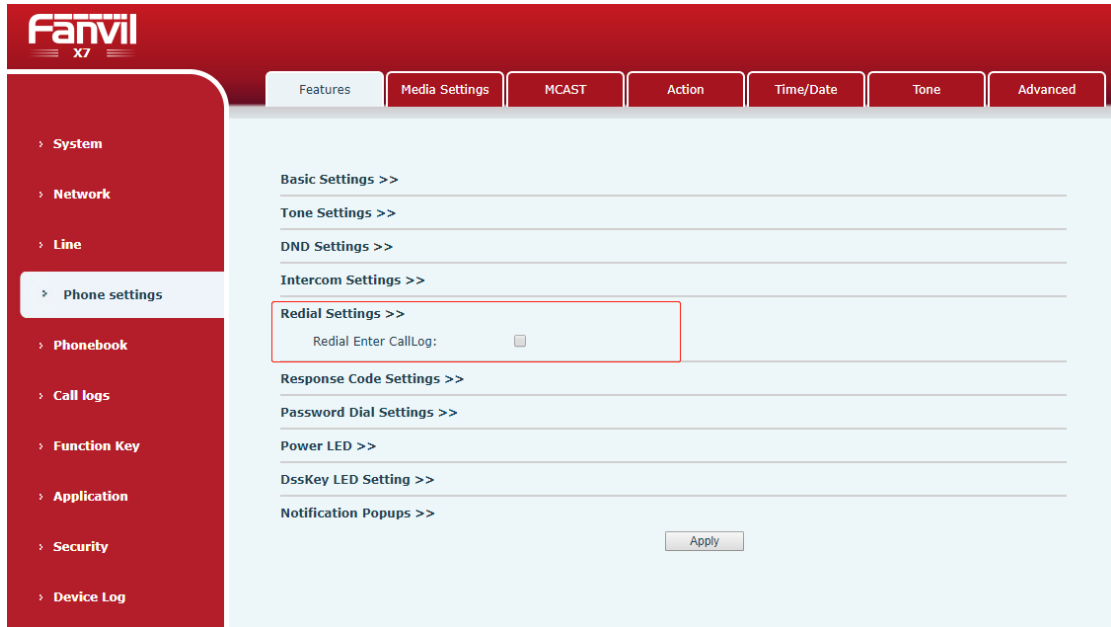 Fanvil
X7
Features
Media Settings
MCAST
Action
Time/Date
Tone
Advanced
› System
› Network
› Line
› Phone settings
› Phonebook
› Call logs
› Function Key
› Application
› Security
› Device Log
Basic Settings >>
Tone Settings >>
DND Settings >>
Intercom Settings >>
Redial Settings >>
Redial Enter CallLog:
Response Code Settings >>
Password Dial Settings >>
Power LED >>
DssKey LED Setting >>
Notification Popups >>
Apply